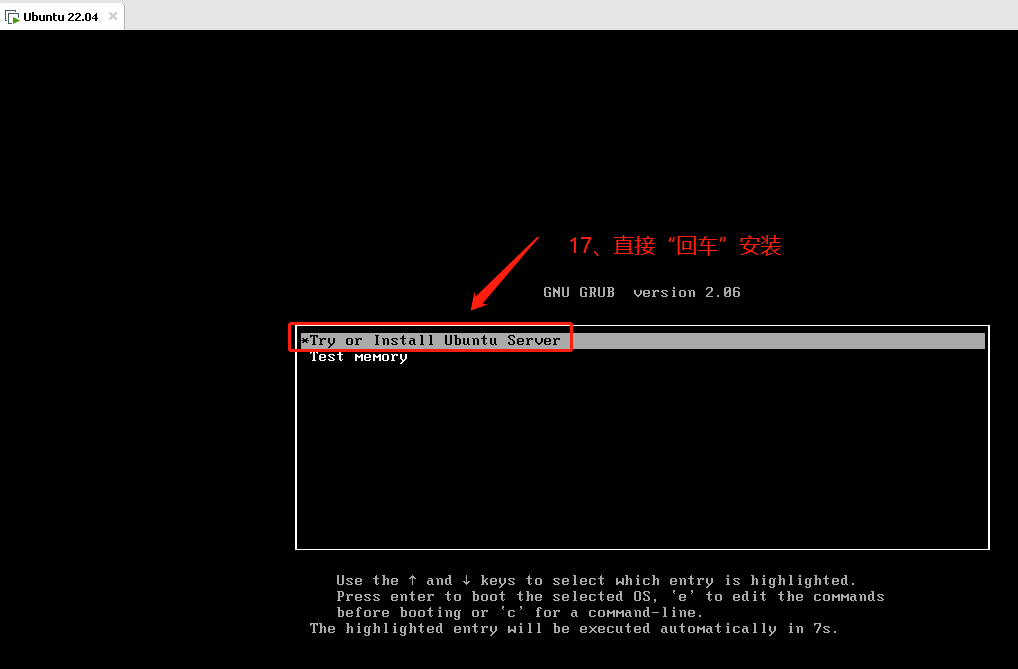 Ubuntu 22.04
17、直接“回车”安装
GNU GRUB  version 2.06
*Try or Install Ubuntu Server
Test memory
Use the ↑ and ↓ keys to select which entry is highlighted.
Press enter to boot the selected OS, `e' to edit the commands
before booting or `c' for a command-line.
The highlighted entry will be executed automatically in 7s.